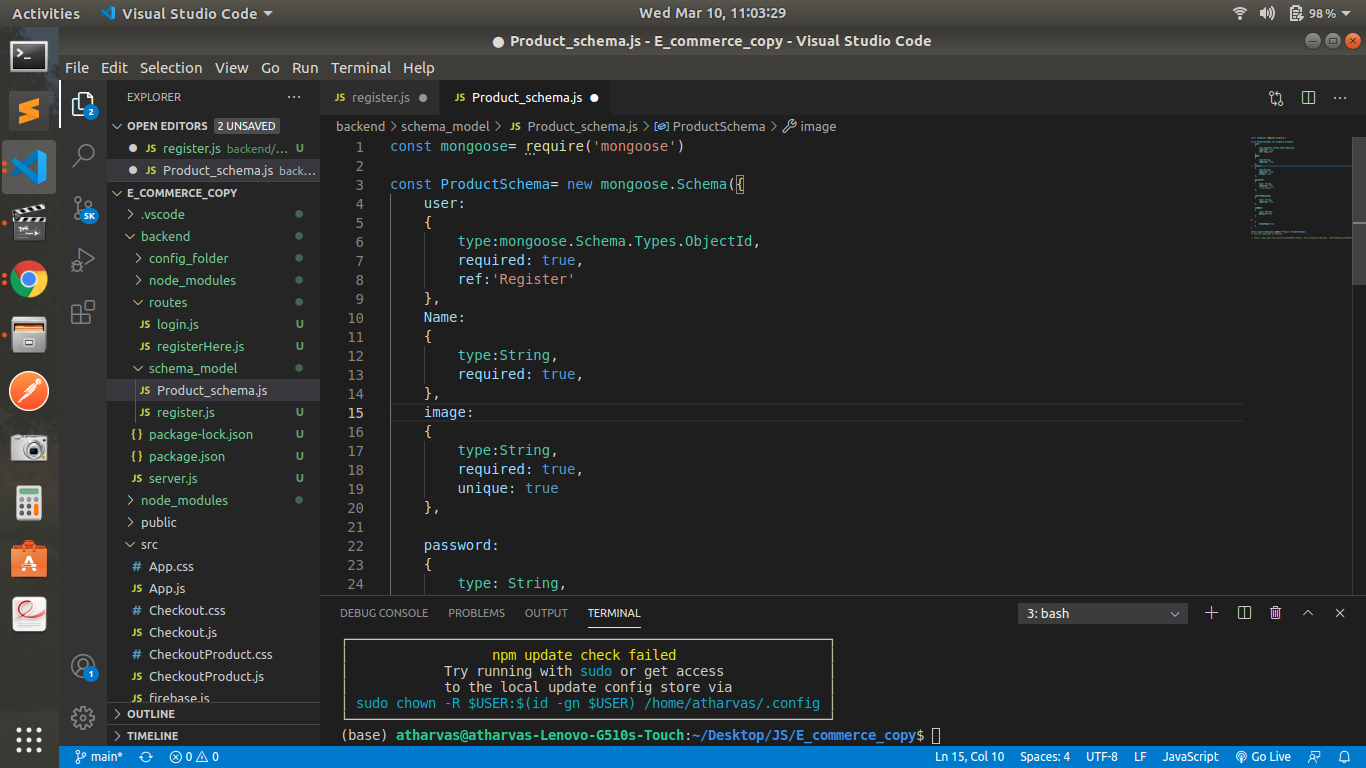 Activities Visual Studio Code Wed Mar 10, 11:03:29 98%
● Product_schema.js - E_commerce_copy - Visual Studio Code
File Edit Selection View Go Run Terminal Help
EXPLORER
JS register.js
JS Product_schema.js
OPEN EDITORS 2 UNSAVED
JS register.js backend/... U
JS Product_schema.js back...
E_COMMERCE_COPY
.vscode
backend
config_folder
node_modules
routes
JS login.js U
JS registerHere.js U
schema_model
JS Product_schema.js
JS register.js U
{} package-lock.json U
{} package.json U
JS server.js U
node_modules
public
src
# App.css
JS App.js
# Checkout.css
JS Checkout.js
# CheckoutProduct.css
JS CheckoutProduct.js
JS firebase.js
OUTLINE
TIMELINE
2
5K
1
backend > schema_model > JS Product_schema.js > ProductSchema > image
1 const mongoose= require('mongoose')
2
3 const ProductSchema= new mongoose.Schema({
4 user:
5 {
6 type:mongoose.Schema.Types.ObjectId,
7 required: true,
8 ref:'Register'
9 },
10 Name:
11 {
12 type:String,
13 required: true,
14 },
15 image:
16 {
17 type:String,
18 required: true,
19 unique: true
20 },
21
22 password:
23 {
24 type: String,
DEBUG CONSOLE PROBLEMS OUTPUT TERMINAL 3: bash
npm update check failed
Try running with sudo or get access
to the local update config store via
sudo chown -R $USER:$(id -gn $USER) /home/atharvas/.config
(base) atharvas@atharvas-Lenovo-G510s-Touch:~/Desktop/JS/E_commerce_copy$
main* 0 0 Ln 15, Col 10 Spaces: 4 UTF-8 LF JavaScript Go Live